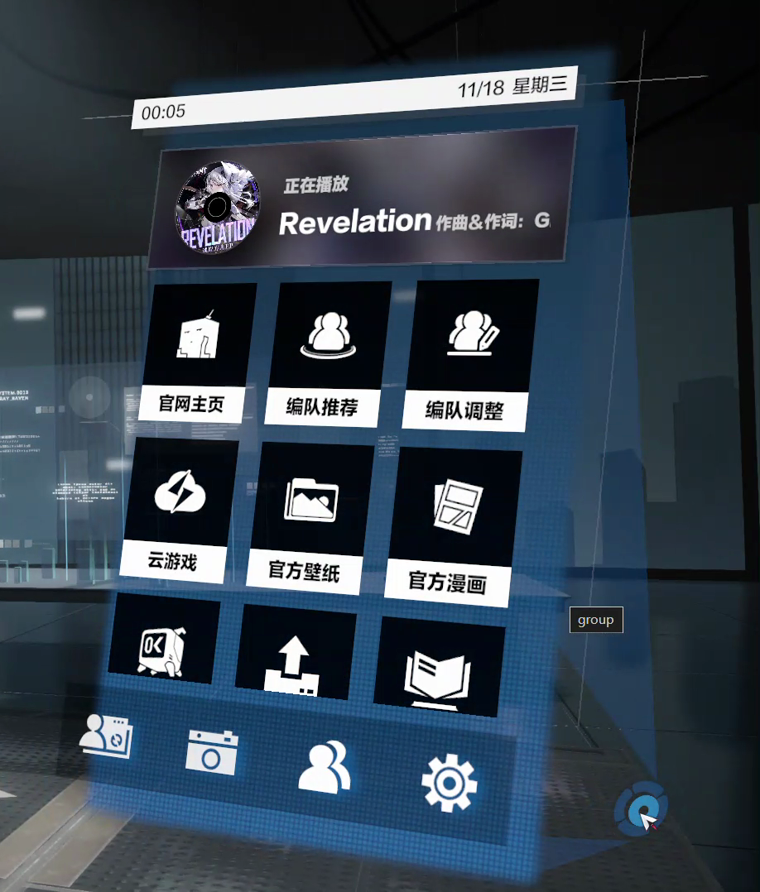 00:05
11/18 星期三
正在播放
Revelation 作曲&作词: G
REVELATION
官网主页
编队推荐
编队调整
云游戏
官方壁纸
官方漫画
group
OK